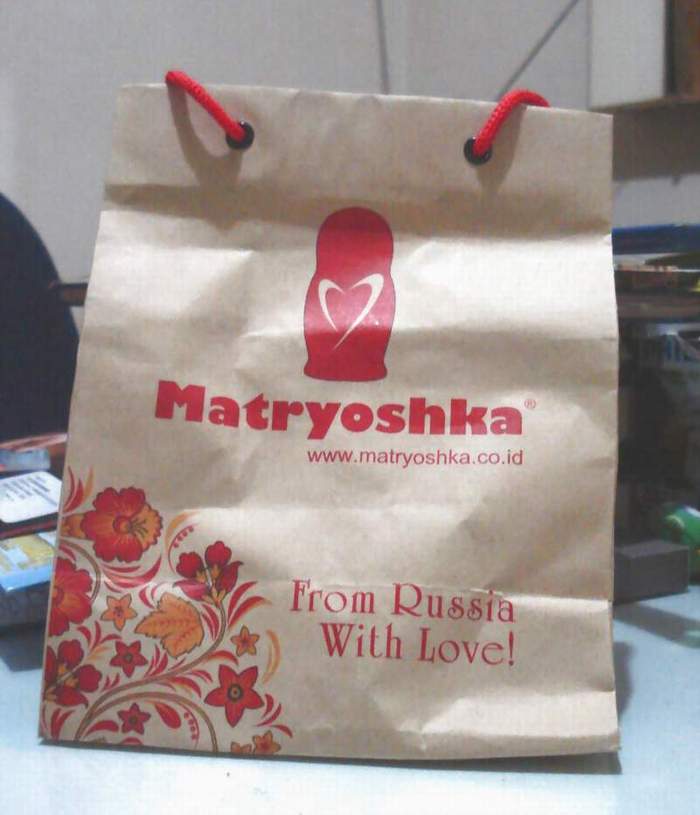 Matryoshka®
www.matryoshka.co.id
From Russia
With Love!